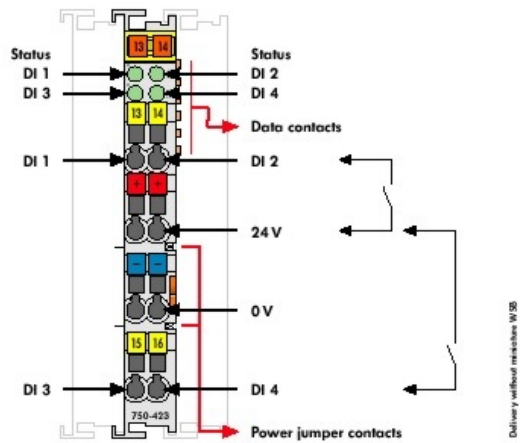 13 14
Status Status
DI 1 DI 2
DI 3 DI 4
13 14
Data contacts
DI 1 DI 2
+ +
24 V
- -
0 V
15 16
DI 3 DI 4
750-423
Power jumper contacts
Delivery without miniature WSB